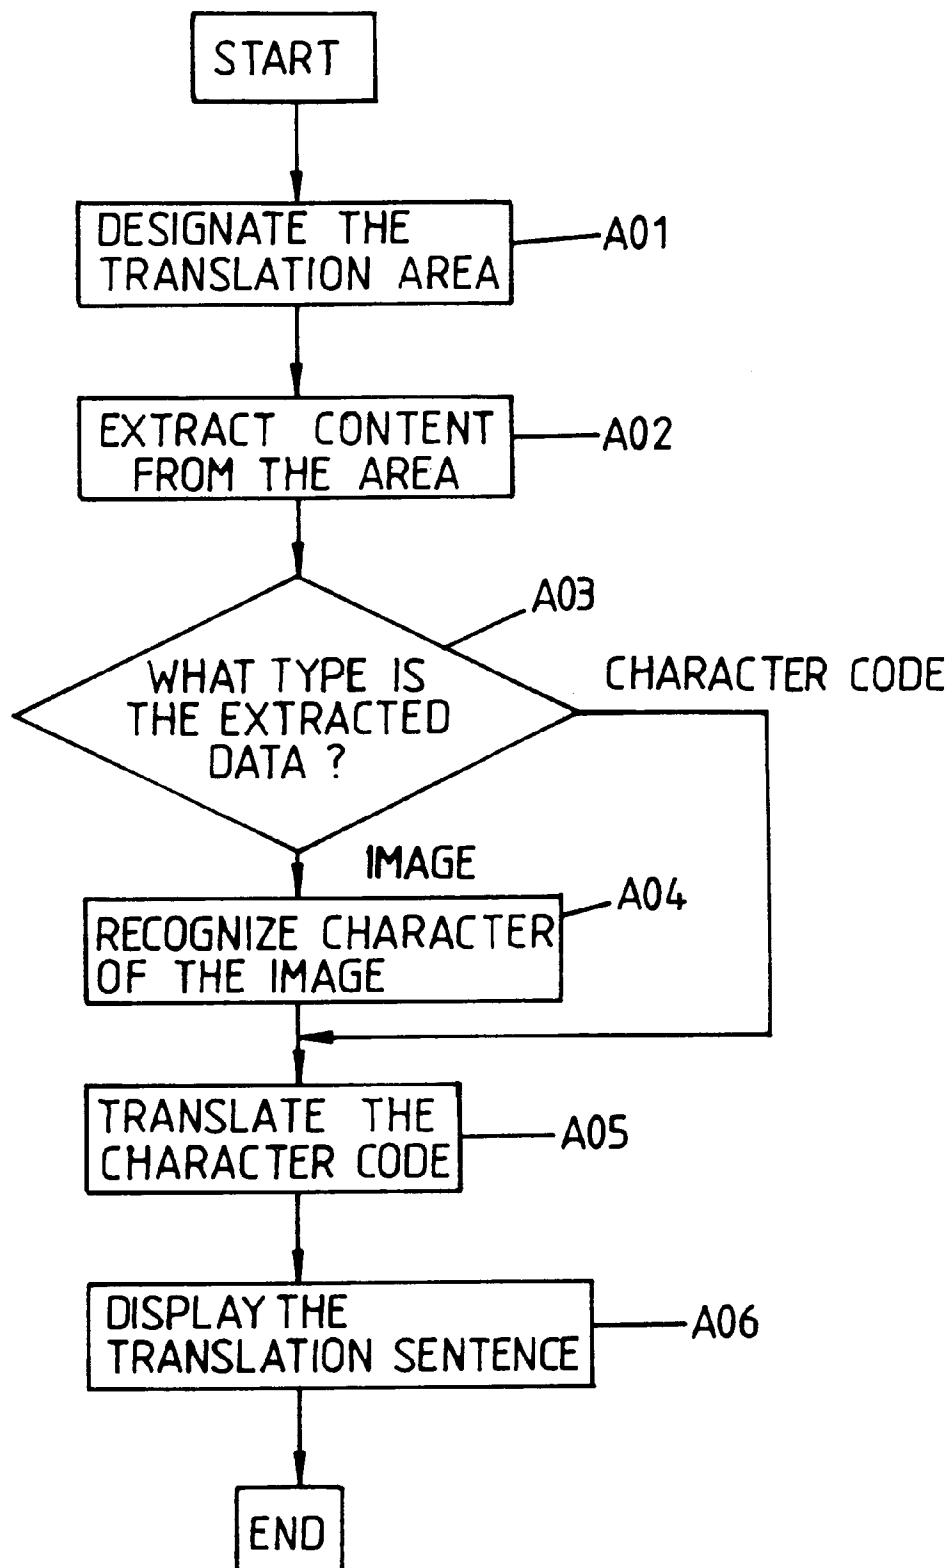 START
DESIGNATE THE
TRANSLATION AREA
A01
EXTRACT CONTENT
FROM THE AREA
A02
A03
WHAT TYPE IS
THE EXTRACTED
DATA ?
CHARACTER CODE
IMAGE
A04
RECOGNIZE CHARACTER
OF THE IMAGE
TRANSLATE THE
CHARACTER CODE
A05
DISPLAY THE
TRANSLATION SENTENCE
A06
END